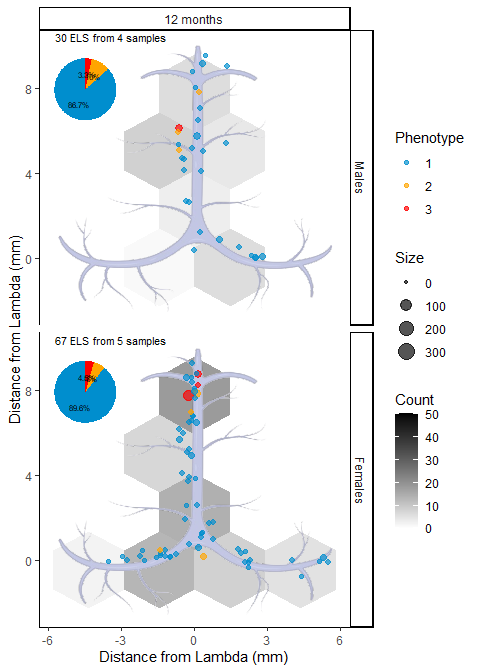 12 months
30 ELS from 4 samples
86.7%
Males
67 ELS from 5 samples
89.6%
Females
8
4
0
8
4
0
-6
-3
0
3
6
Distance from Lambda (mm)
Distance from Lambda (mm)
Phenotype
1
2
3
Size
0
100
200
300
Count
50
40
30
20
10
0